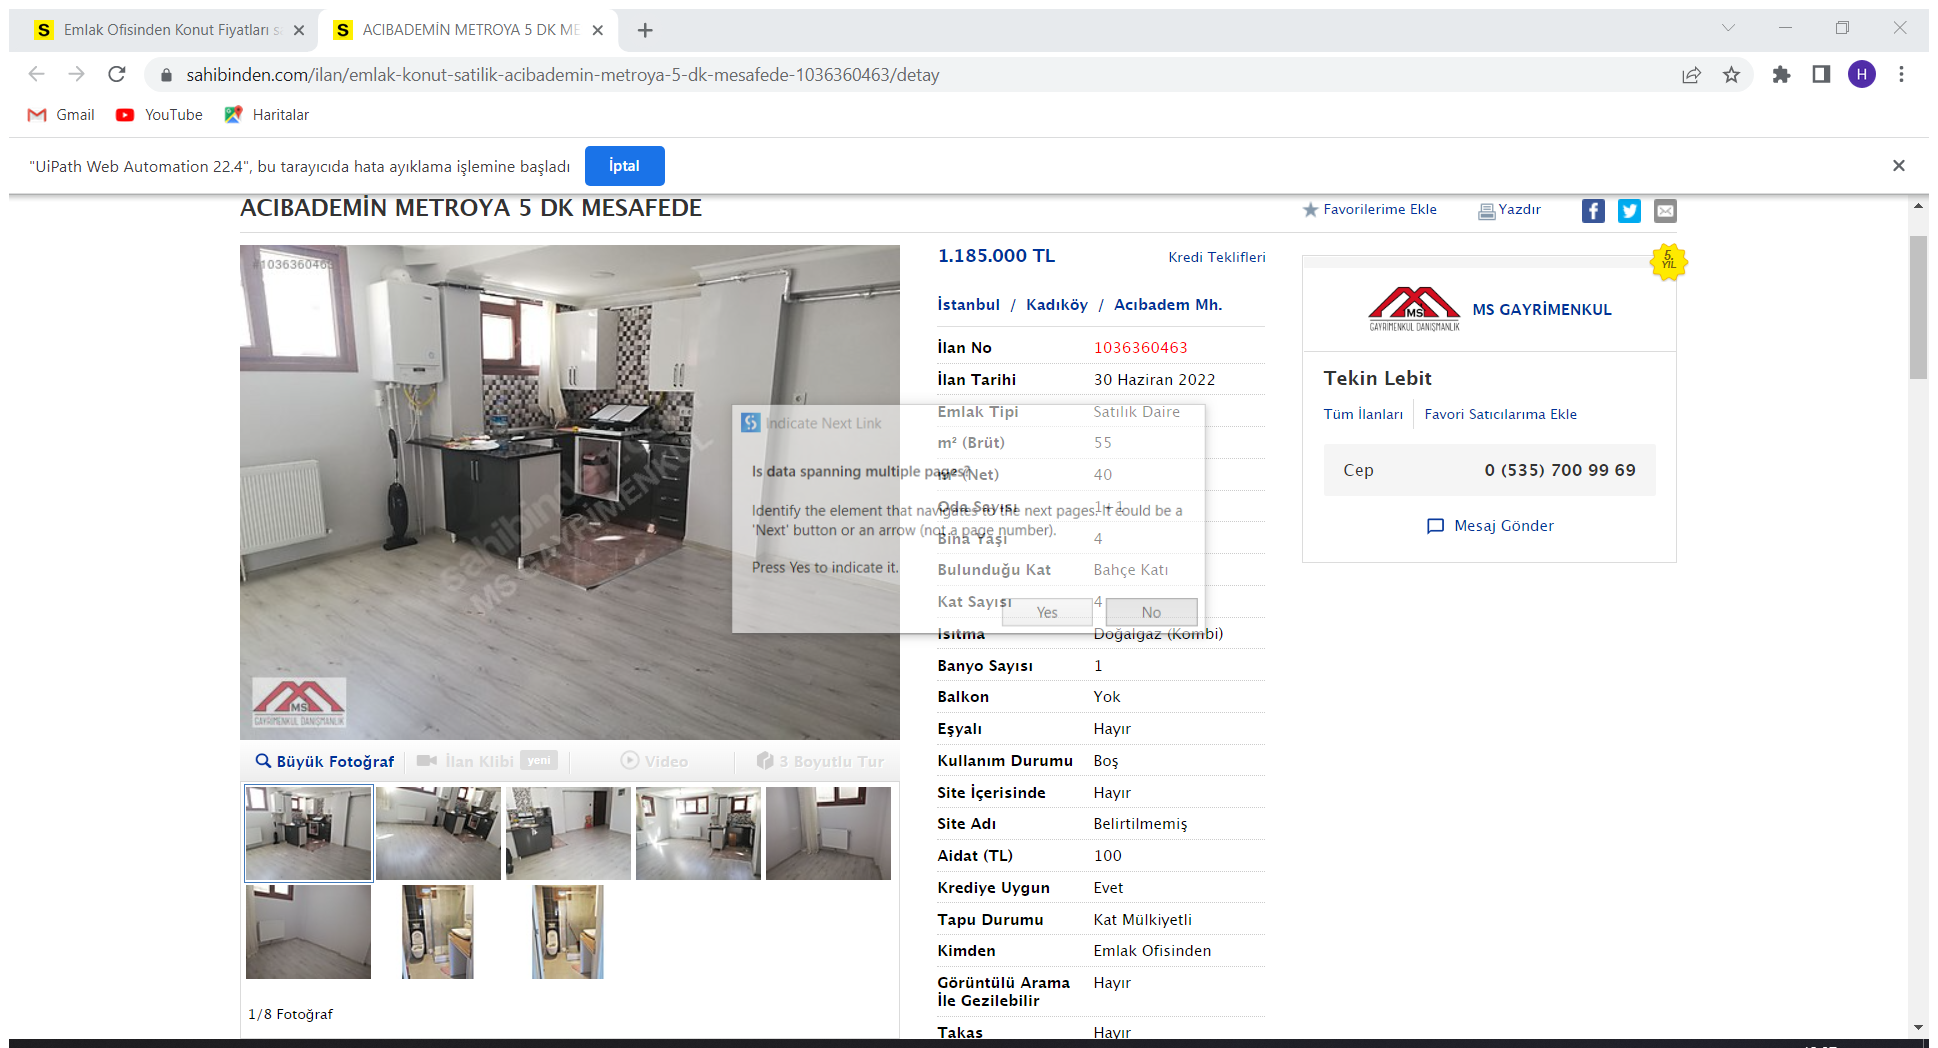 Emlak Ofisinden Konut Fiyatları sa
ACIBADEMİN METROYA 5 DK ME
sahibinden.com/ilan/emlak-konut-satilik-acibademin-metroya-5-dk-mesafede-1036360463/detay
H
Gmail
YouTube
Haritalar
"UiPath Web Automation 22.4", bu tarayıcıda hata ayıklama işlemine başladı
İptal
ACIBADEMİN METROYA 5 DK MESAFEDE
Favorilerime Ekle
Yazdır
#1036360463
sahibinden.com
MS GAYRİMENKUL
MS
GAYRİMENKUL DANIŞMANLIK
Büyük Fotoğraf
İlan Klibi yeni
Video
3 Boyutlu Tur
1/8 Fotoğraf
1.185.000 TL
Kredi Teklifleri
İstanbul / Kadıköy / Acıbadem Mh.
İlan No 1036360463
İlan Tarihi 30 Haziran 2022
Emlak Tipi Satılık Daire
m² (Brüt) 55
m² (Net) 40
Oda Sayısı 1+1
Bina Yaşı 4
Bulunduğu Kat Bahçe Katı
Kat Sayısı 4
Isıtma Doğalgaz (Kombi)
Banyo Sayısı 1
Balkon Yok
Eşyalı Hayır
Kullanım Durumu Boş
Site İçerisinde Hayır
Site Adı Belirtilmemiş
Aidat (TL) 100
Krediye Uygun Evet
Tapu Durumu Kat Mülkiyetli
Kimden Emlak Ofisinden
Görüntülü Arama Hayır
İle Gezilebilir
Takas Hayır
Indicate Next Link
Is data spanning multiple pages?
Identify the element that navigates to the next pages. It could be a
'Next' button or an arrow (not a page number).
Press Yes to indicate it.
Yes
No
5.
YIL
MS
GAYRİMENKUL DANIŞMANLIK
MS GAYRİMENKUL
Tekin Lebit
Tüm İlanları
Favori Satıcılarıma Ekle
Cep 0 (535) 700 99 69
Mesaj Gönder